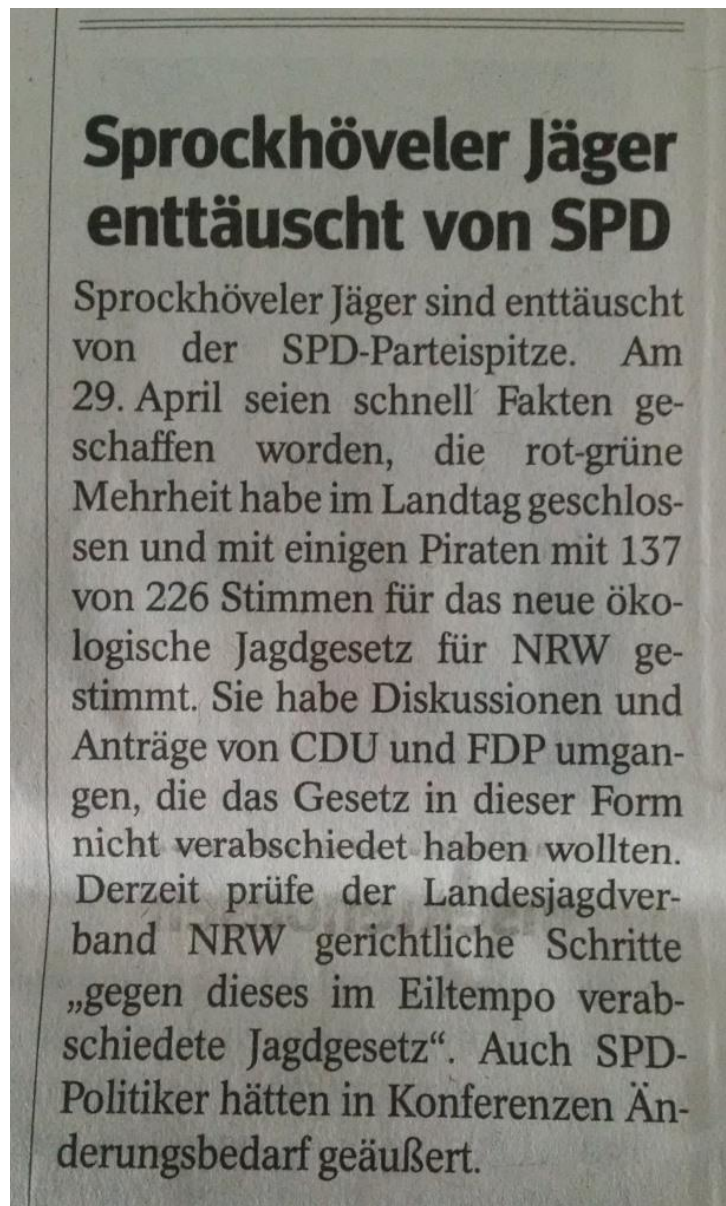 Sprockhöveler Jäger
enttäuscht von SPD
Sprockhöveler Jäger sind enttäuscht
von der SPD-Parteispitze. Am
29. April seien schnell Fakten ge-
schaffen worden, die rot-grüne
Mehrheit habe im Landtag geschlos-
sen und mit einigen Piraten mit 137
von 226 Stimmen für das neue öko-
logische Jagdgesetz für NRW ge-
stimmt. Sie habe Diskussionen und
Anträge von CDU und FDP umgan-
gen, die das Gesetz in dieser Form
nicht verabschiedet haben wollten.
Derzeit prüfe der Landesjagdver-
band NRW gerichtliche Schritte
„gegen dieses im Eiltempo verab-
schiedete Jagdgesetz“. Auch SPD-
Politiker hätten in Konferenzen Än-
derungsbedarf geäußert.